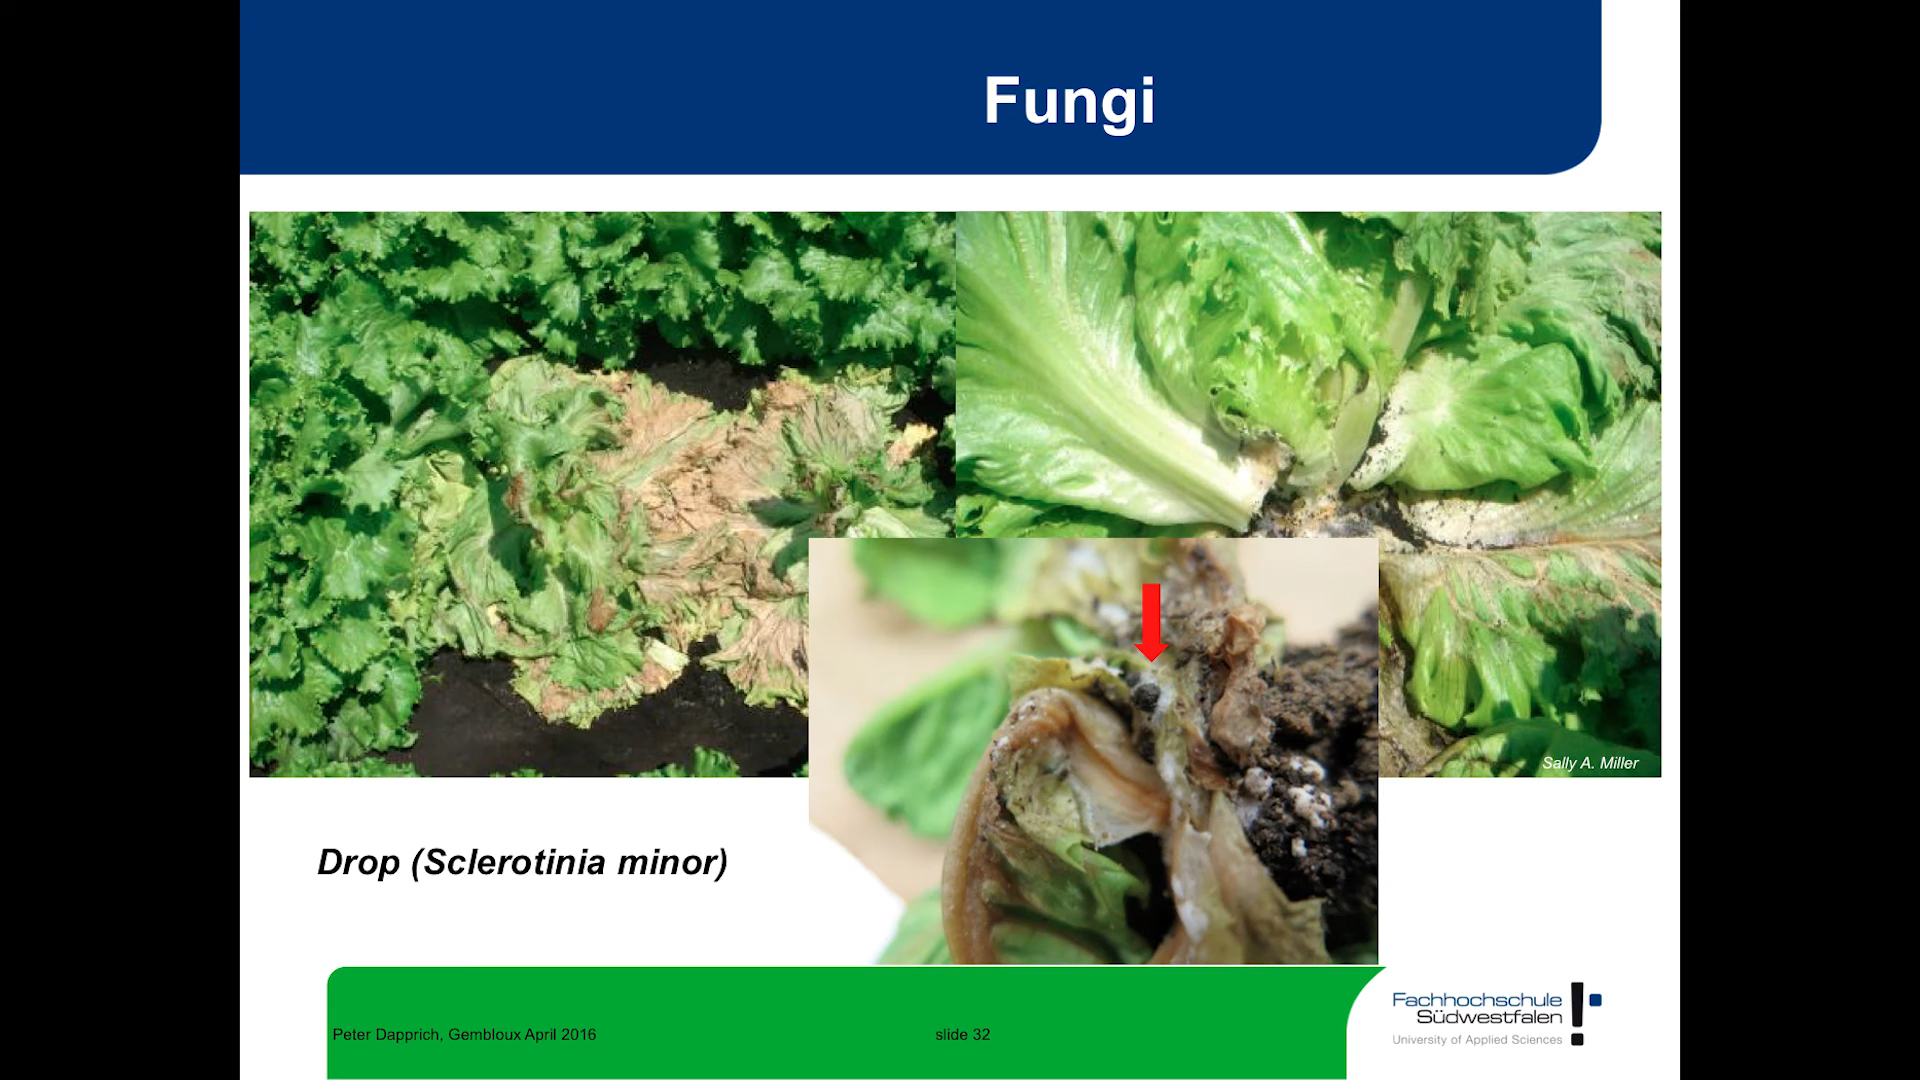 Fungi
Sally A. Miller
Drop (Sclerotinia minor)
Peter Dapprich, Gembloux April 2016
slide 32
Fachhochschule
Südwestfalen
University of Applied Sciences